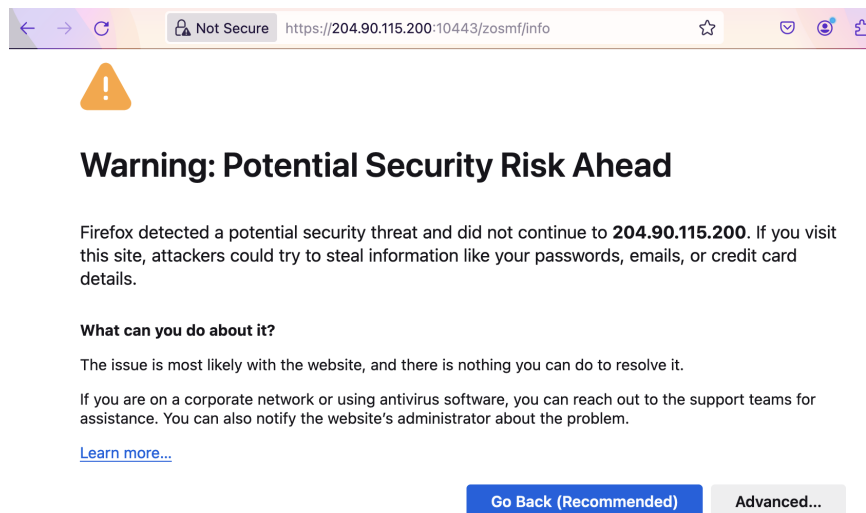 Not Secure https://204.90.115.200:10443/zosmf/info
Warning: Potential Security Risk Ahead
Firefox detected a potential security threat and did not continue to 204.90.115.200. If you visit
this site, attackers could try to steal information like your passwords, emails, or credit card
details.
What can you do about it?
The issue is most likely with the website, and there is nothing you can do to resolve it.
If you are on a corporate network or using antivirus software, you can reach out to the support teams for
assistance. You can also notify the website’s administrator about the problem.
Learn more...
Go Back (Recommended) Advanced...